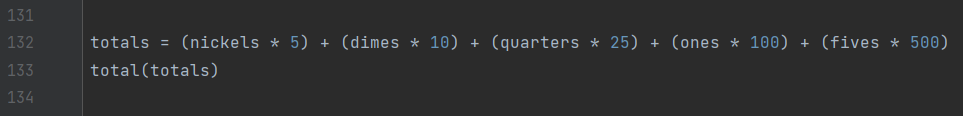 131
132 totals = (nickels * 5) + (dimes * 10) + (quarters * 25) + (ones * 100) + (fives * 500)
133 total(totals)
134